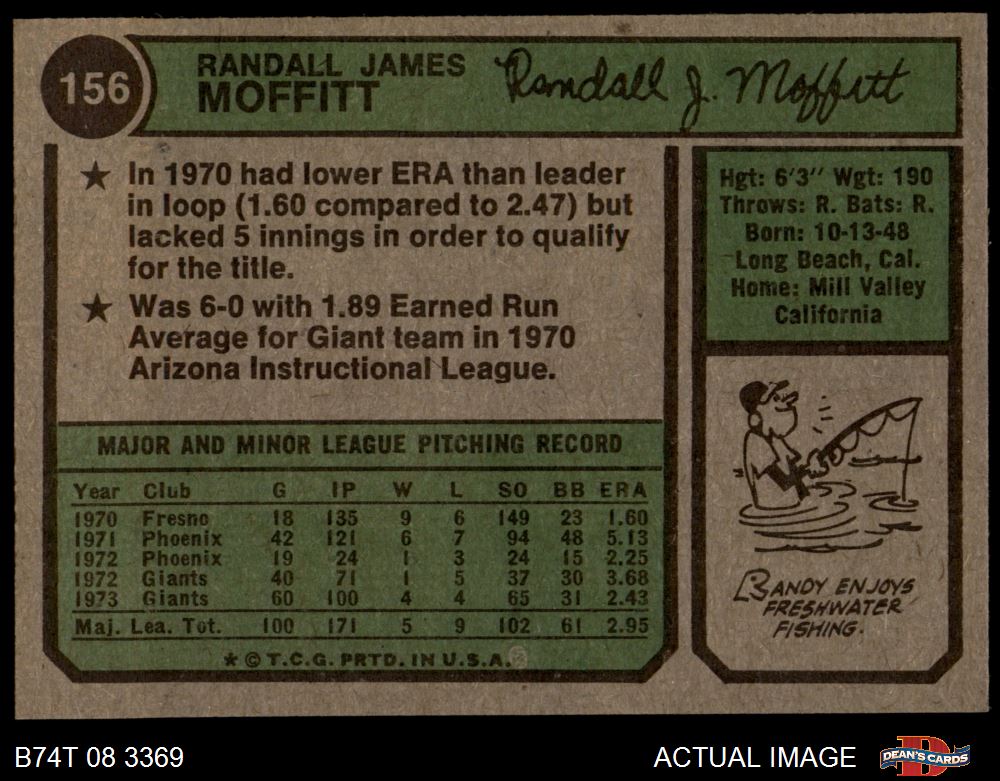 156
RANDALL JAMES
MOFFITT
Randall J. Moffitt
★ In 1970 had lower ERA than leader
in loop (1.60 compared to 2.47) but
lacked 5 innings in order to qualify
for the title.
★ Was 6-0 with 1.89 Earned Run
Average for Giant team in 1970
Arizona Instructional League.
Hgt: 6'3" Wgt: 190
Throws: R. Bats: R.
Born: 10-13-48
Long Beach, Cal.
Home: Mill Valley
California
MAJOR AND MINOR LEAGUE PITCHING RECORD
Year Club G IP W L SO BB ERA
1970 Fresno 18 135 9 6 149 23 1.60
1971 Phoenix 42 121 6 7 94 48 5.13
1972 Phoenix 19 24 1 3 24 15 2.25
1972 Giants 40 71 1 5 37 30 3.68
1973 Giants 60 100 4 4 65 31 2.43
Maj. Lea. Tot. 100 171 5 9 102 61 2.95
★ © T.C.G. PRTD. IN U.S.A.
RANDY ENJOYS
FRESHWATER
FISHING.
B74T 08 3369
ACTUAL IMAGE
DEAN'S CARDS